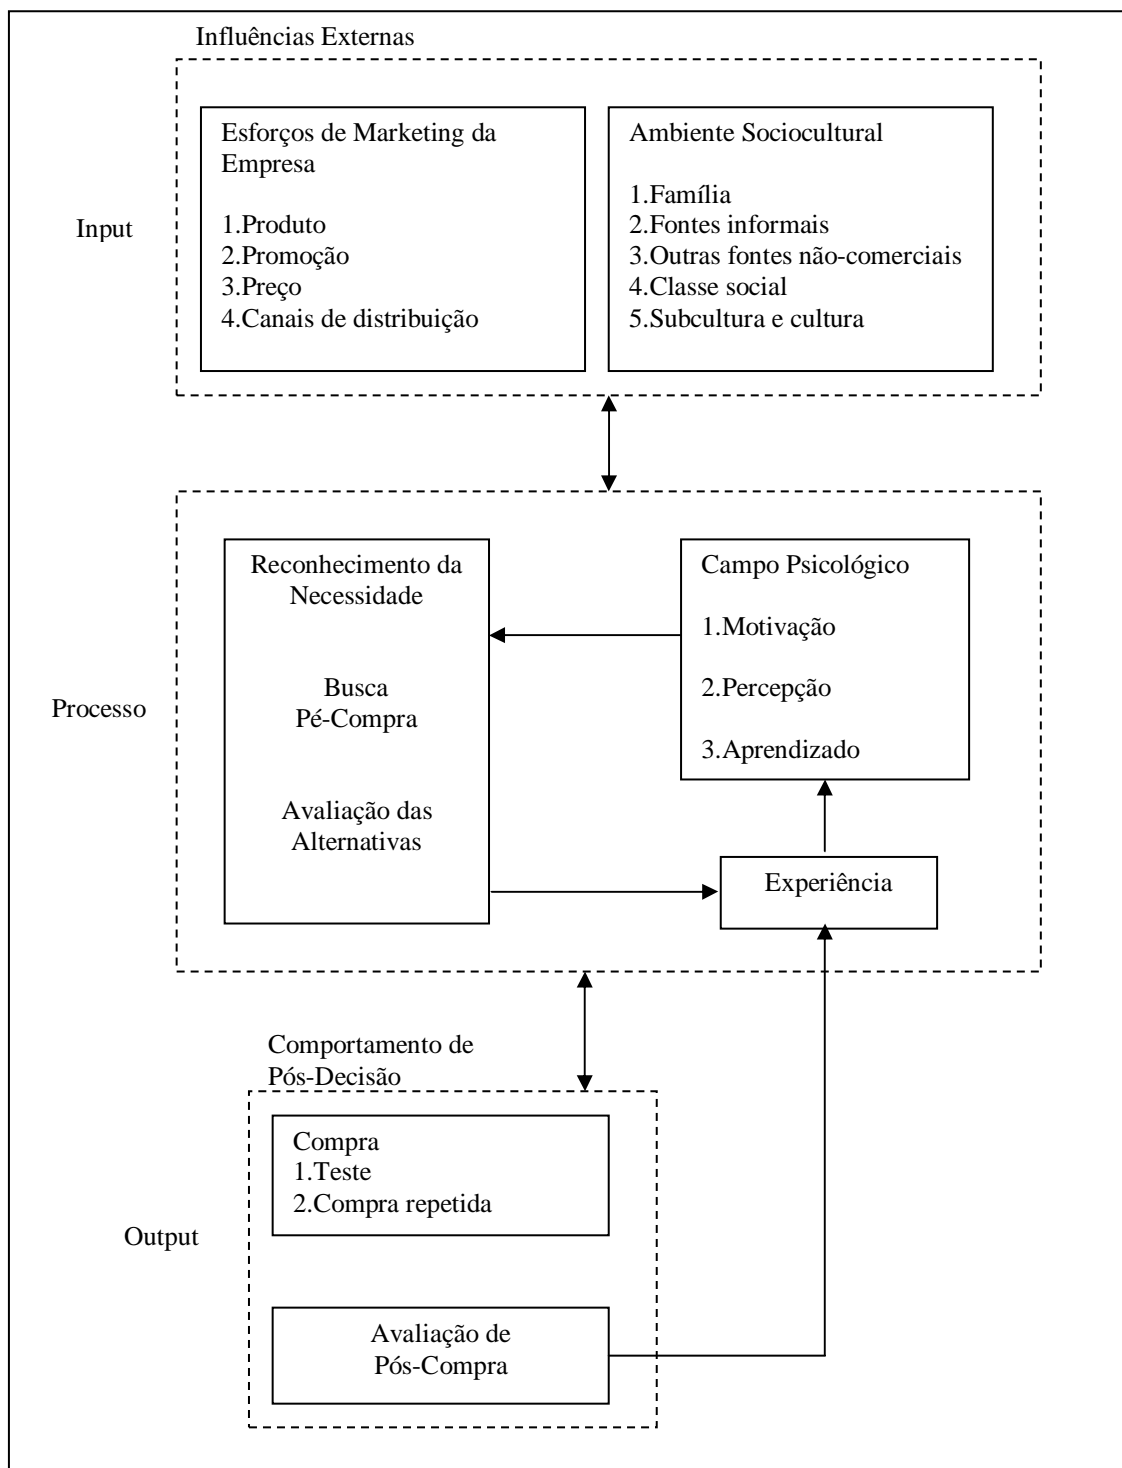 Influências Externas
Esforços de Marketing da
Empresa
1.Produto
2.Promoção
3.Preço
4.Canais de distribuição
Ambiente Sociocultural
1.Família
2.Fontes informais
3.Outras fontes não-comerciais
4.Classe social
5.Subcultura e cultura
Input
Reconhecimento da
Necessidade
Busca
Pé-Compra
Avaliação das
Alternativas
Campo Psicológico
1.Motivação
2.Percepção
3.Aprendizado
Processo
Experiência
Comportamento de
Pós-Decisão
Compra
1.Teste
2.Compra repetida
Output
Avaliação de
Pós-Compra